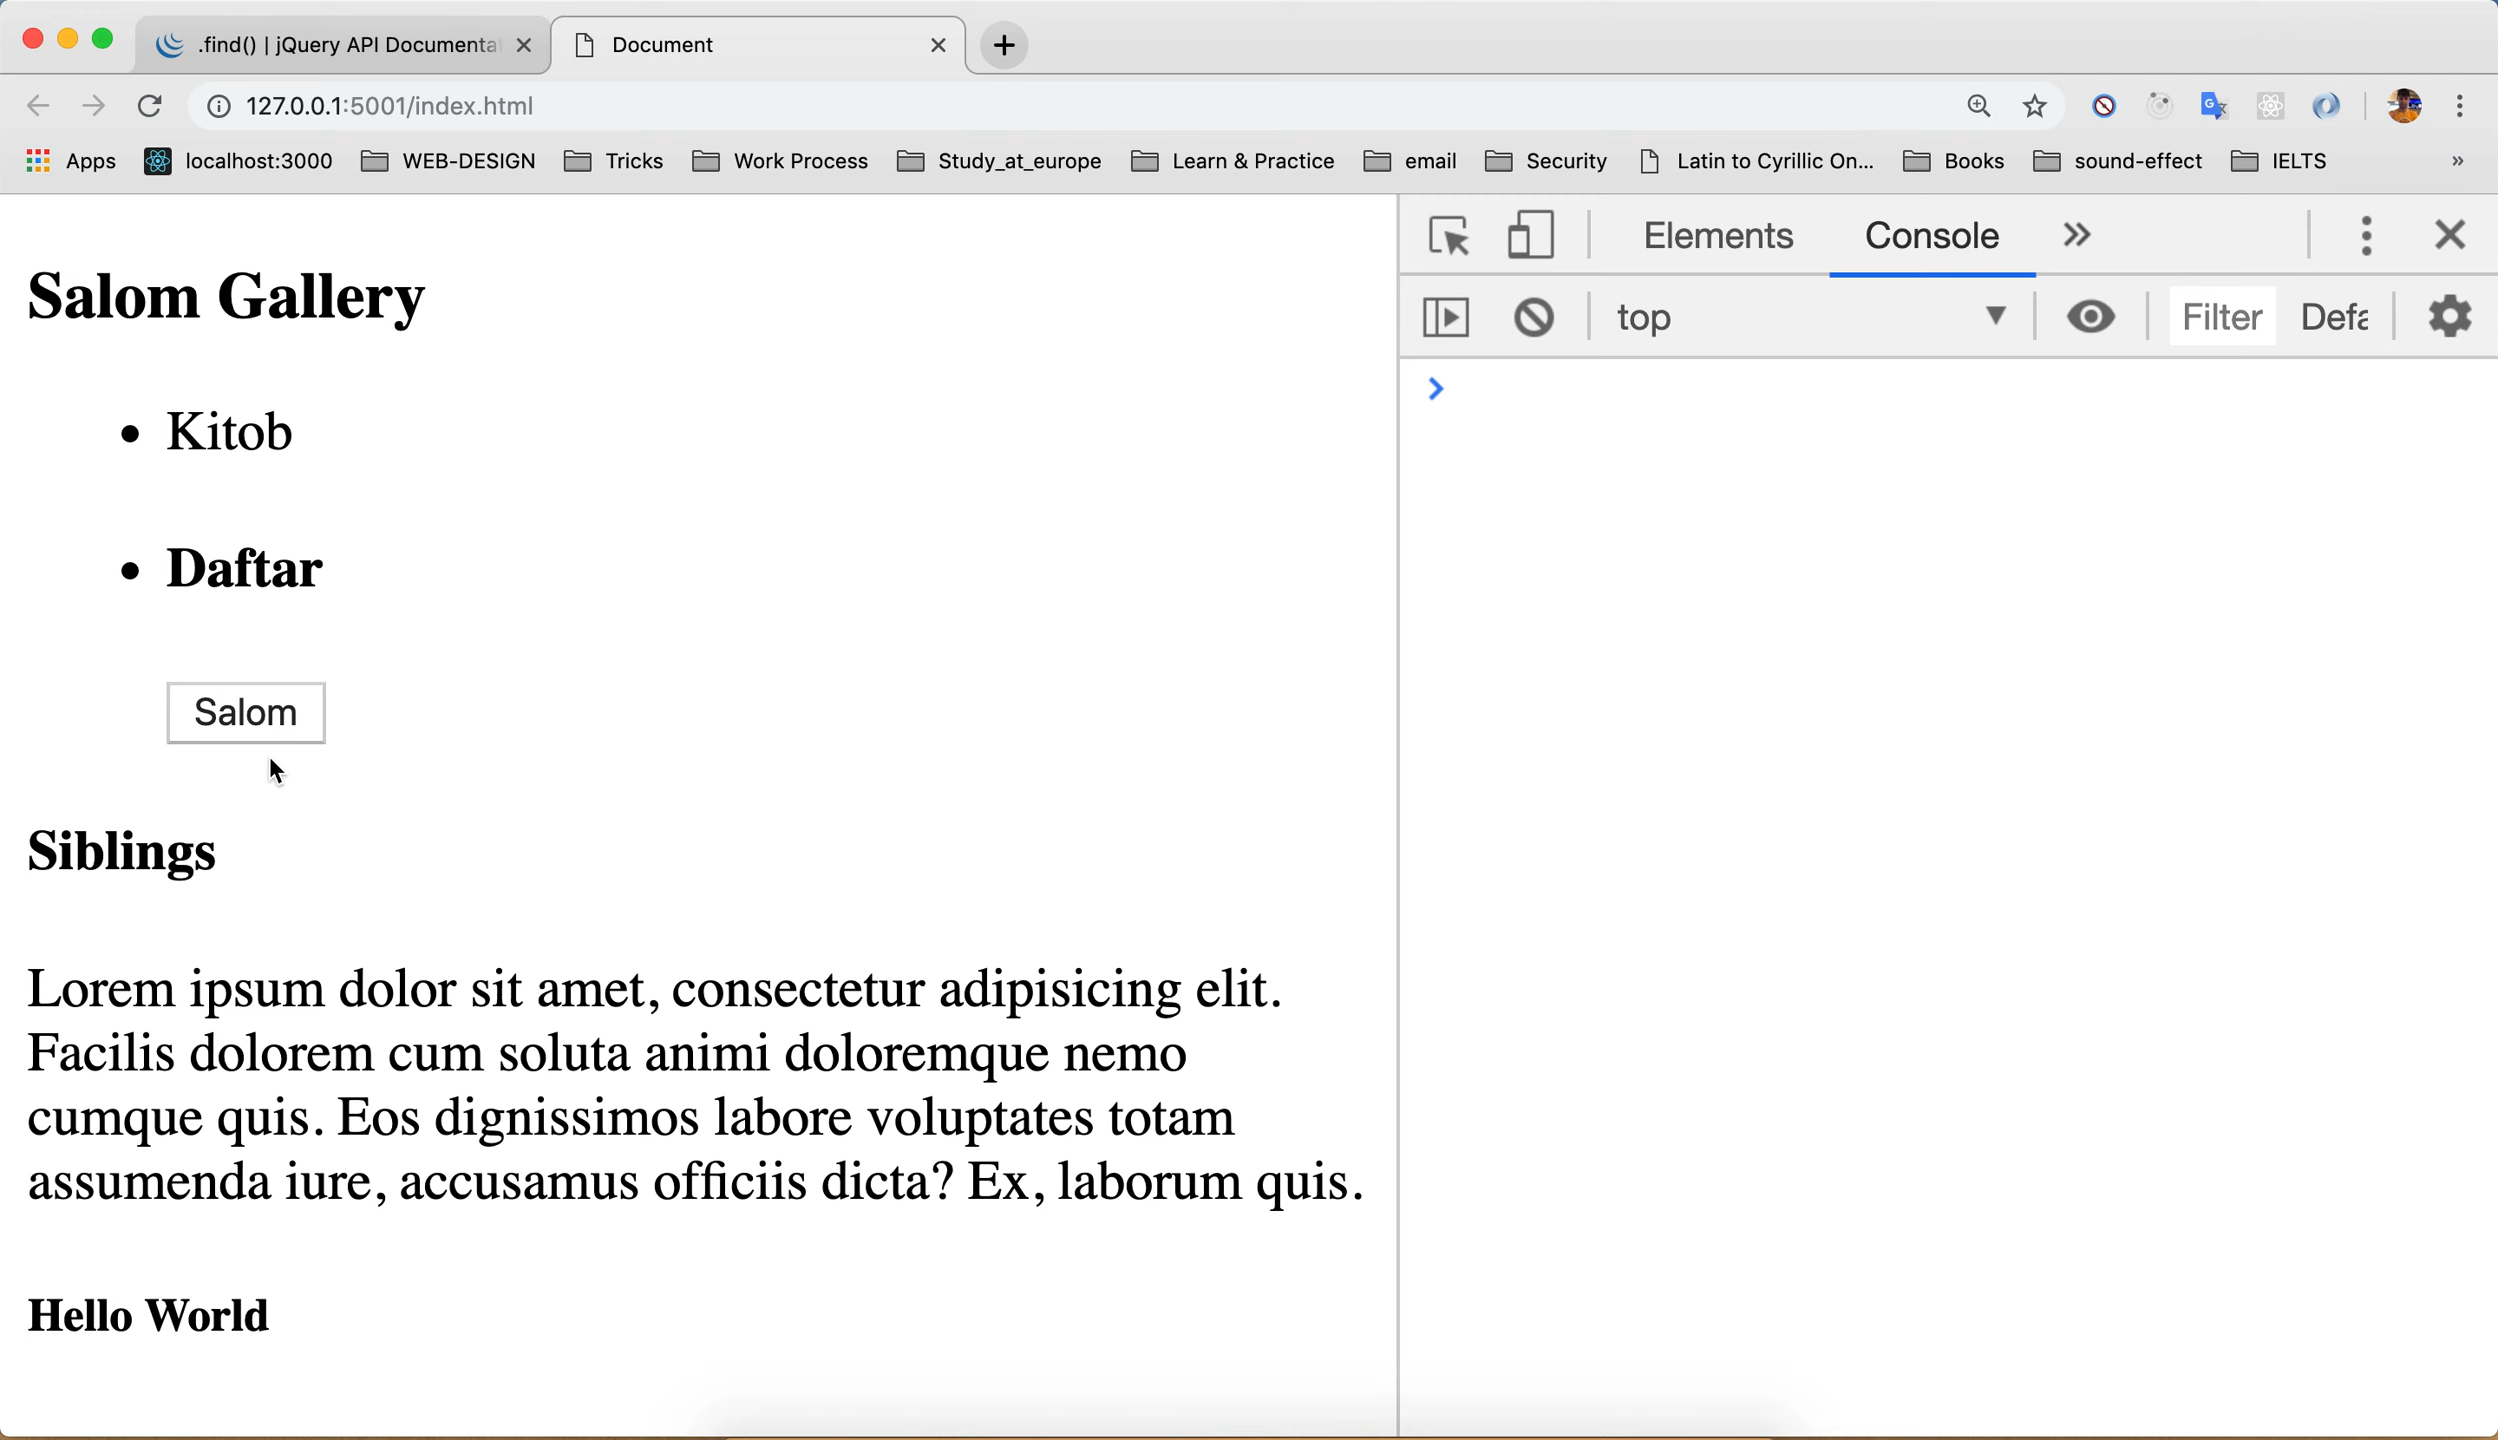 .find() | jQuery API Documenta
Document
127.0.0.1:5001/index.html
Apps
localhost:3000
WEB-DESIGN
Tricks
Work Process
Study_at_europe
Learn & Practice
email
Security
Latin to Cyrillic On...
Books
sound-effect
IELTS
»
Elements
Console
top
Filter
Defa
Salom Gallery
• Kitob
• Daftar
Salom
Siblings
Lorem ipsum dolor sit amet, consectetur adipisicing elit.
Facilis dolorem cum soluta animi doloremque nemo
cumque quis. Eos dignissimos labore voluptates totam
assumenda iure, accusamus officiis dicta? Ex, laborum quis.
Hello World